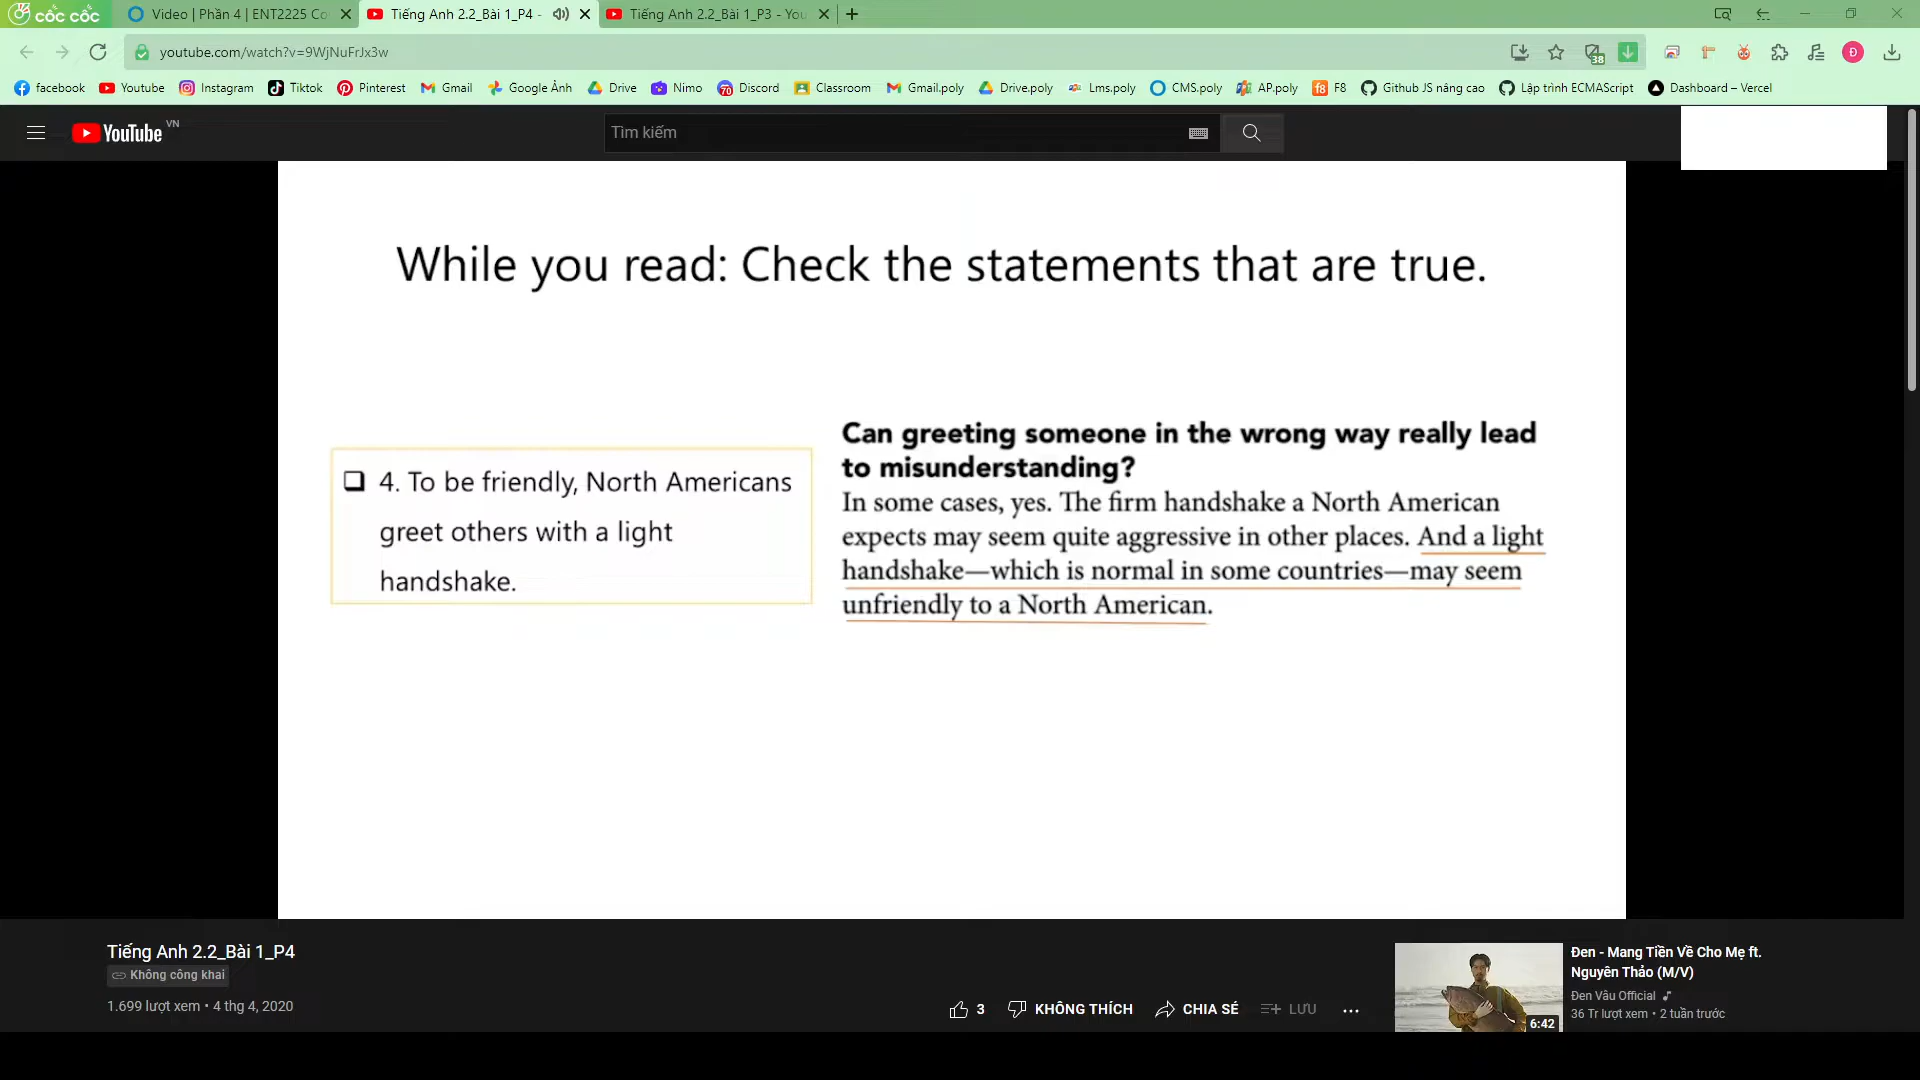 cốc cốc
Video | Phần 4 | ENT2225 Co
Tiếng Anh 2.2_Bài 1_P4 -
Tiếng Anh 2.2_Bài 1_P3 - You
youtube.com/watch?v=9WjNuFrJx3w
38
Đ
facebook
Youtube
Instagram
Tiktok
Pinterest
Gmail
Google Ảnh
Drive
Nimo
Discord
Classroom
Gmail.poly
Drive.poly
Lms.poly
CMS.poly
AP.poly
F8
Github JS nâng cao
Lập trình ECMAScript
Dashboard – Vercel
YouTube VN
Tìm kiếm
While you read: Check the statements that are true.
4. To be friendly, North Americans
greet others with a light
handshake.
Can greeting someone in the wrong way really lead
to misunderstanding?
In some cases, yes. The firm handshake a North American
expects may seem quite aggressive in other places. And a light
handshake—which is normal in some countries—may seem
unfriendly to a North American.
Tiếng Anh 2.2_Bài 1_P4
Không công khai
1.699 lượt xem • 4 thg 4, 2020
3
KHÔNG THÍCH
CHIA SẺ
LƯU
6:42
Đen - Mang Tiền Về Cho Mẹ ft.
Nguyên Thảo (M/V)
Đen Vâu Official
36 Tr lượt xem • 2 tuần trước